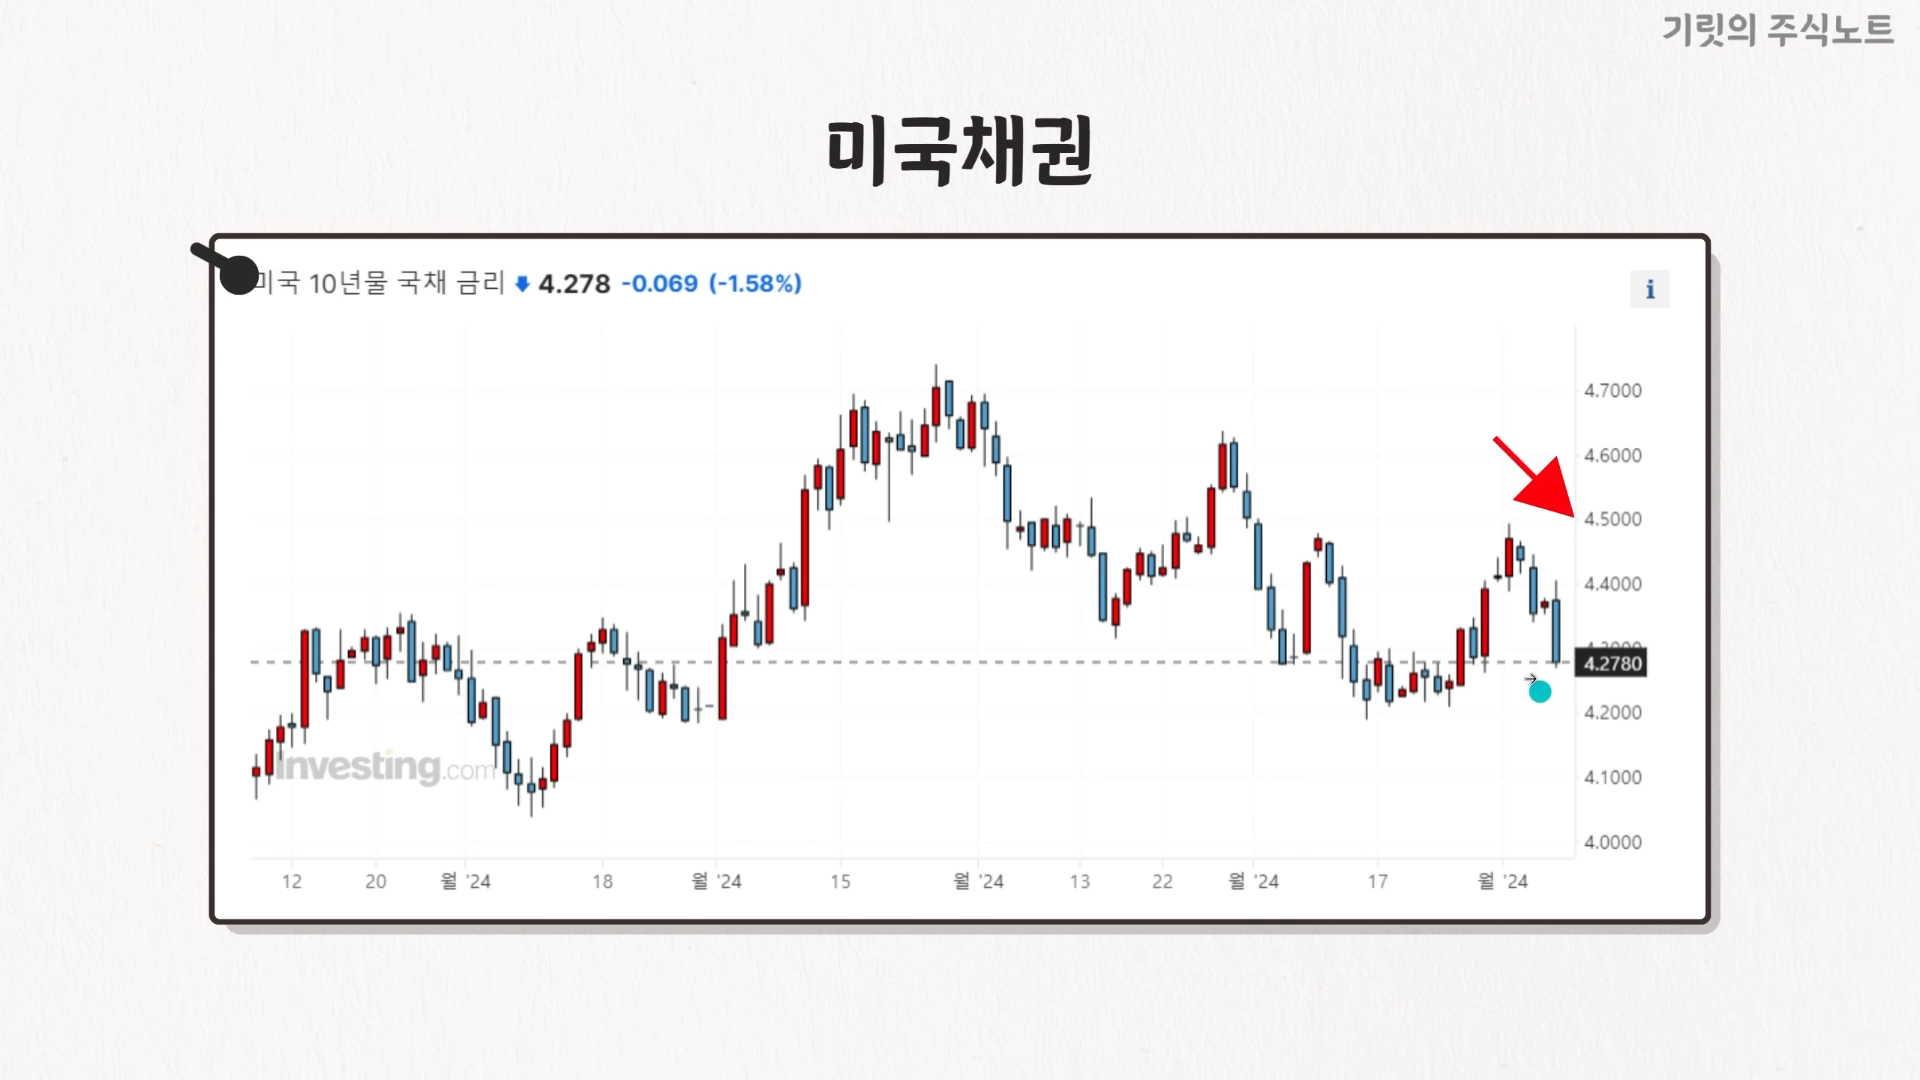 기릿의 주식노트
미국채권
미국 10년물 국채 금리 4.278 -0.069 (-1.58%)
i
4.7000
4.6000
4.5000
4.4000
4.2780
4.2000
4.1000
4.0000
Investing.com
12 20 월 '24 18 월 '24 15 월 '24 13 22 월 '24 17 월 '24